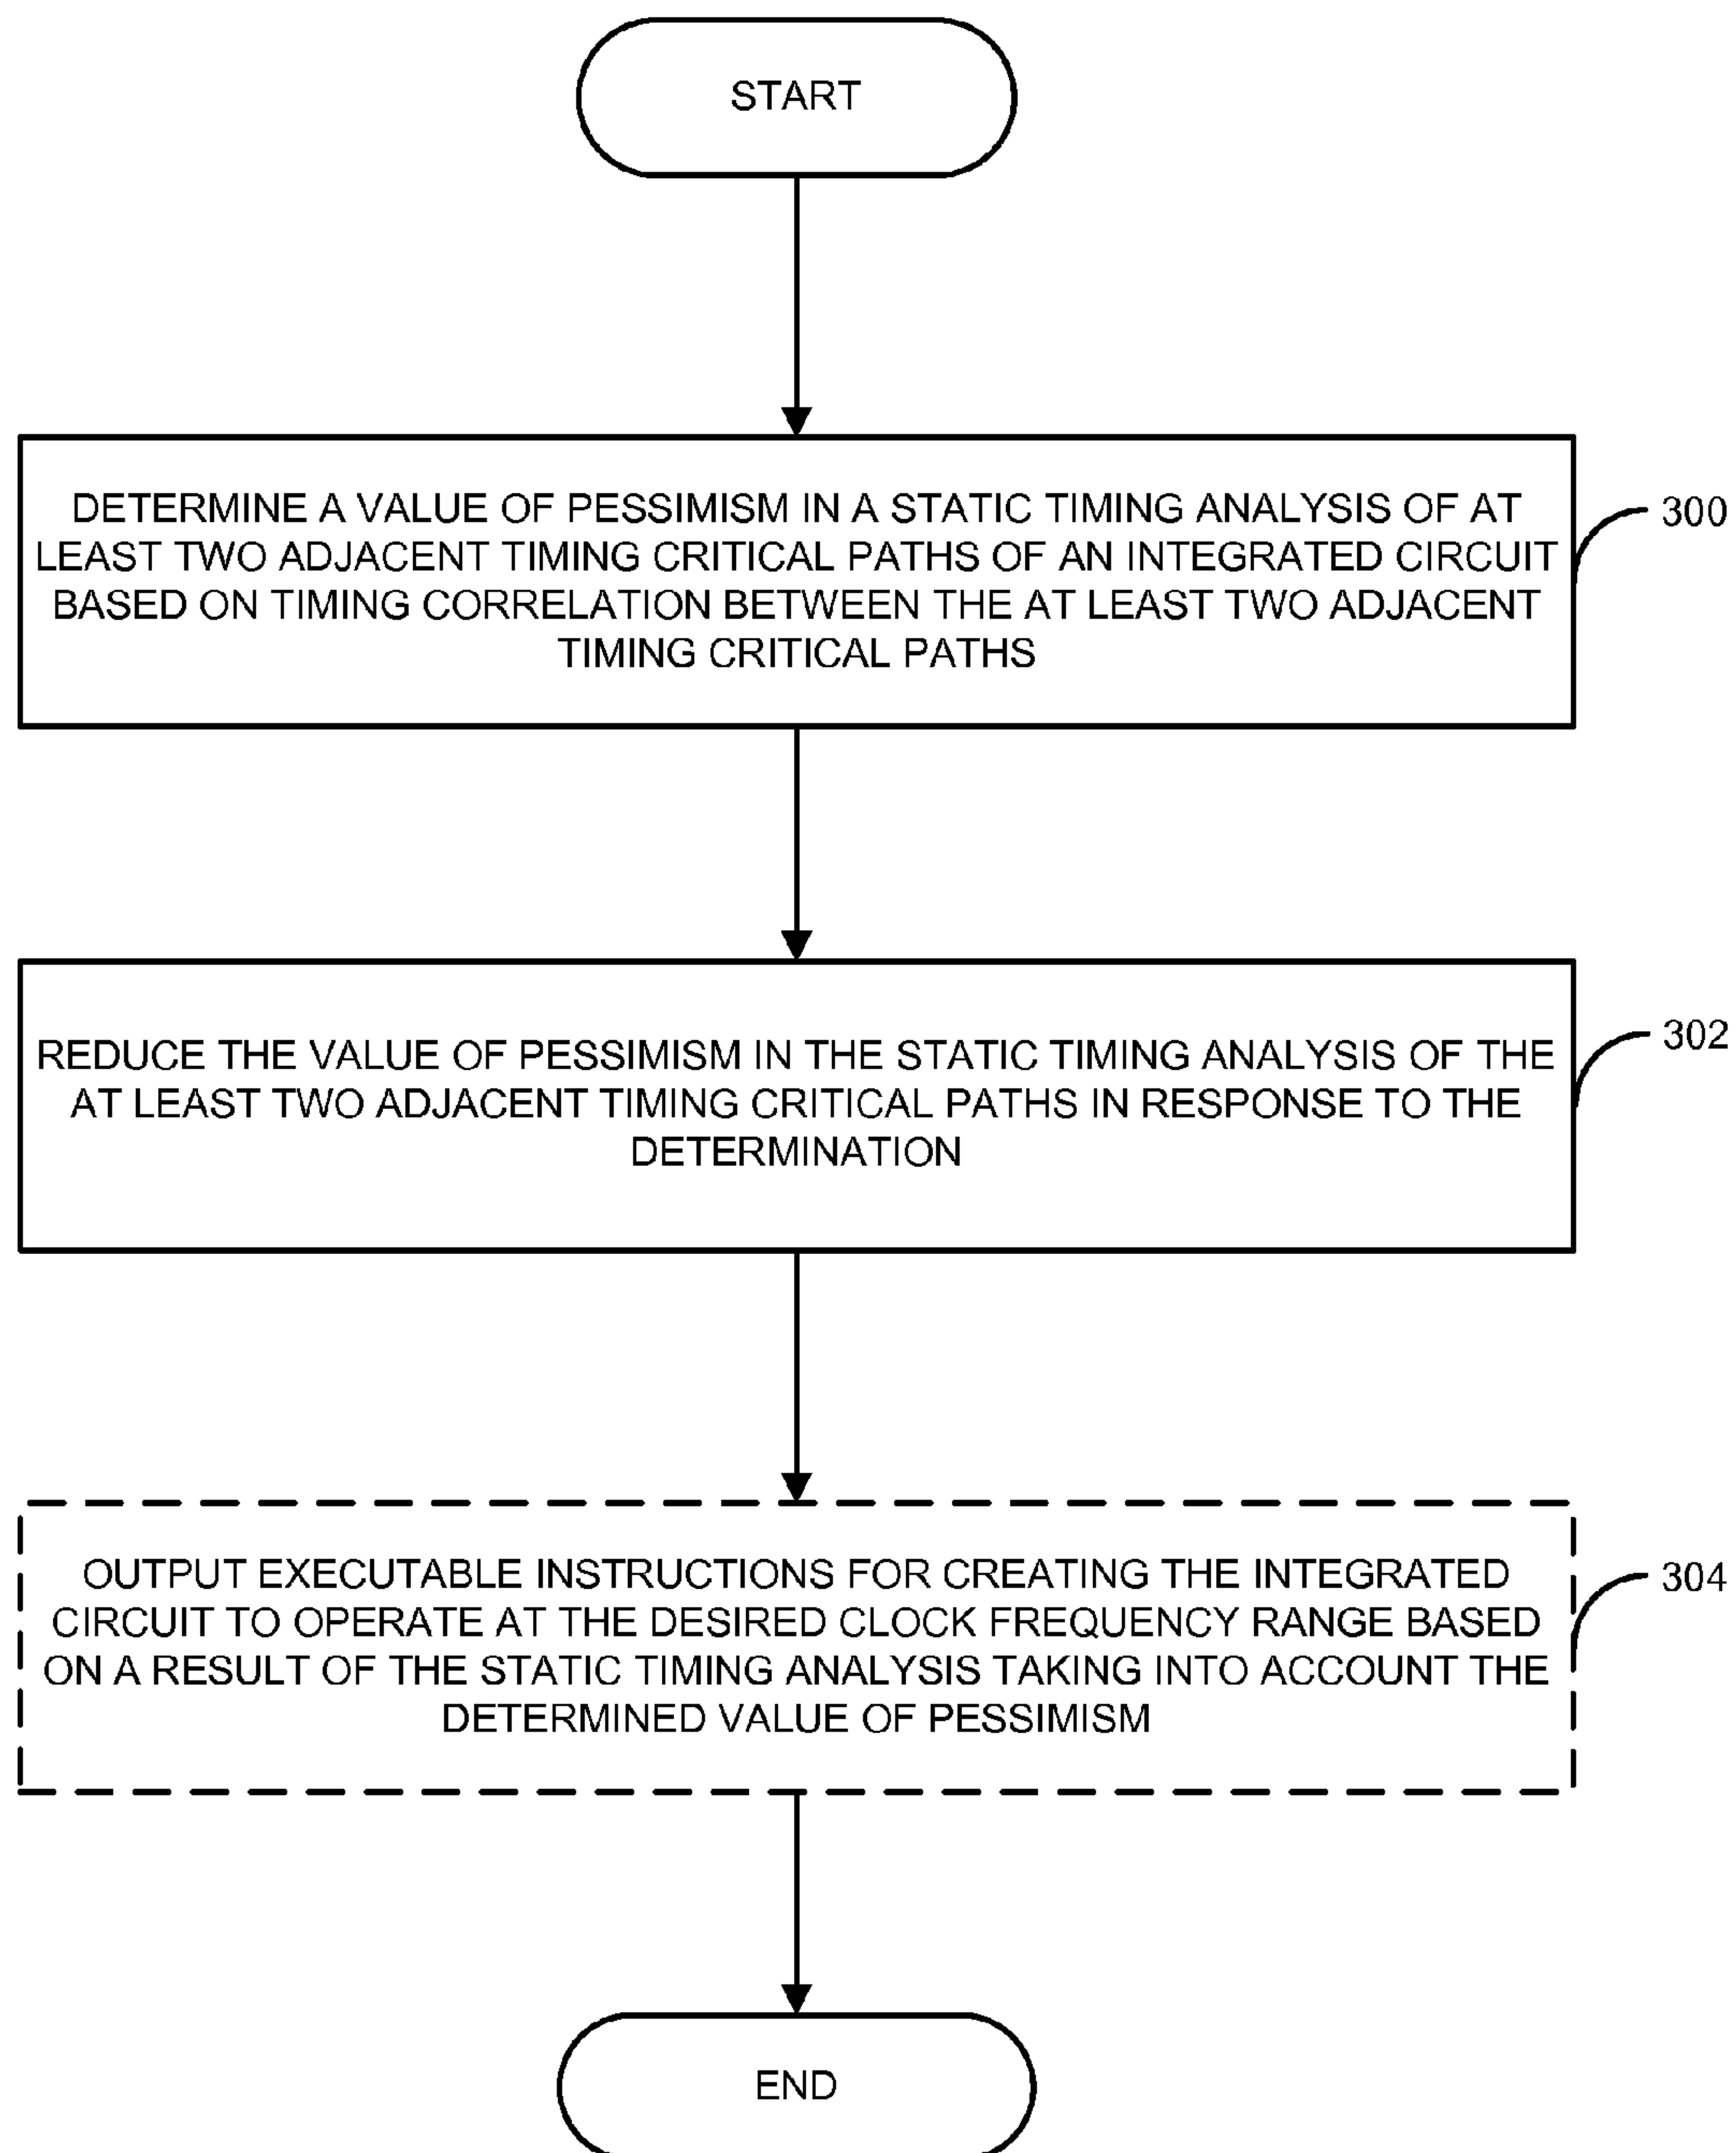 START
DETERMINE A VALUE OF PESSIMISM IN A STATIC TIMING ANALYSIS OF AT
LEAST TWO ADJACENT TIMING CRITICAL PATHS OF AN INTEGRATED CIRCUIT
BASED ON TIMING CORRELATION BETWEEN THE AT LEAST TWO ADJACENT
TIMING CRITICAL PATHS
300
REDUCE THE VALUE OF PESSIMISM IN THE STATIC TIMING ANALYSIS OF THE
AT LEAST TWO ADJACENT TIMING CRITICAL PATHS IN RESPONSE TO THE
DETERMINATION
302
OUTPUT EXECUTABLE INSTRUCTIONS FOR CREATING THE INTEGRATED
CIRCUIT TO OPERATE AT THE DESIRED CLOCK FREQUENCY RANGE BASED
ON A RESULT OF THE STATIC TIMING ANALYSIS TAKING INTO ACCOUNT THE
DETERMINED VALUE OF PESSIMISM
304
END